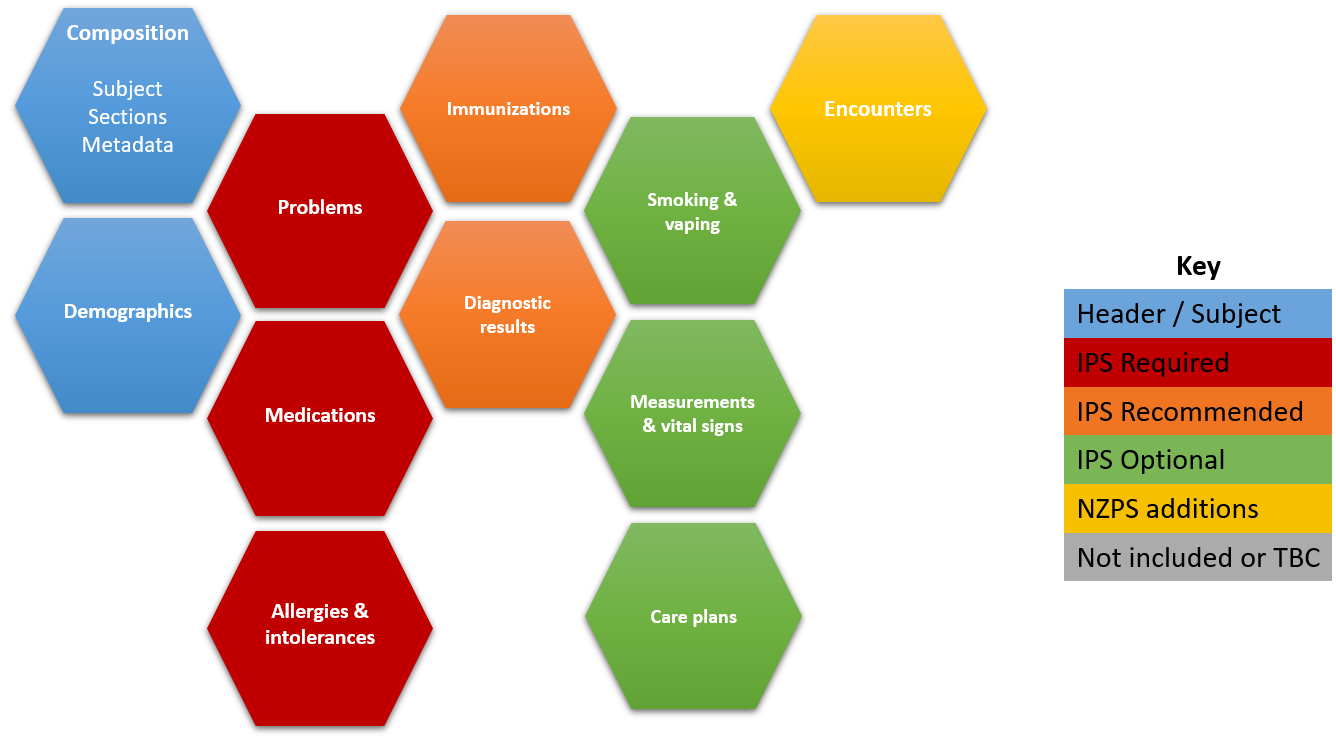 Composition
Subject
Sections
Metadata
Demographics
Problems
Medications
Allergies &
intolerances
Immunizations
Diagnostic
results
Smoking &
vaping
Measurements
& vital signs
Care plans
Encounters
Key
Header / Subject
IPS Required
IPS Recommended
IPS Optional
NZPS additions
Not included or TBC